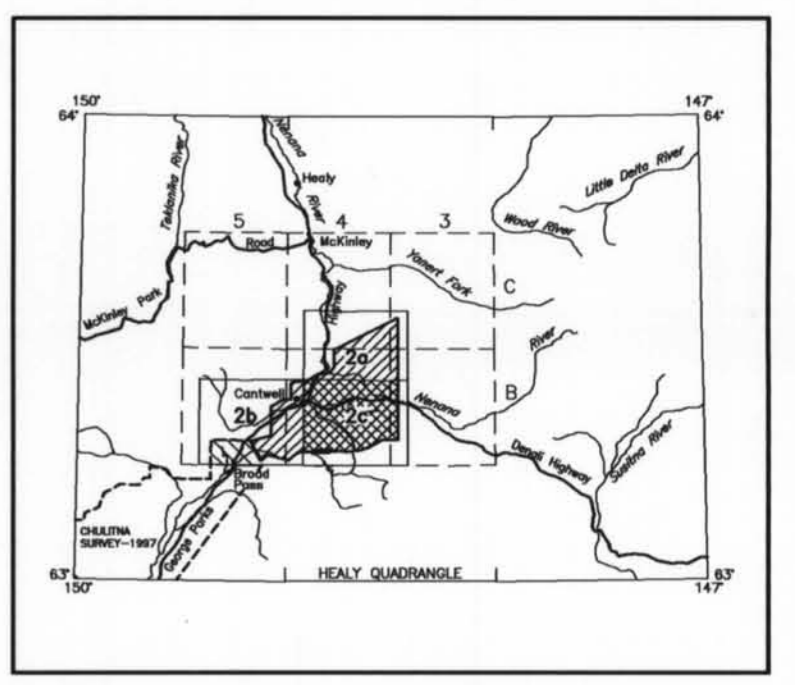 150° 147°
64° 64°
Teklanika River
Nenana River
Healy
Little Delta River
Wood River
5 4 3
McKinley Park Road
McKinley
Yanert Fork
C
Highway
2a
River
Cantwell
B
2b
2c
Nenana
Denali Highway
Susitna River
Broad
Pass
CHULITNA
SURVEY-1997
George Parks
HEALY QUADRANGLE
63° 63°
150° 147°